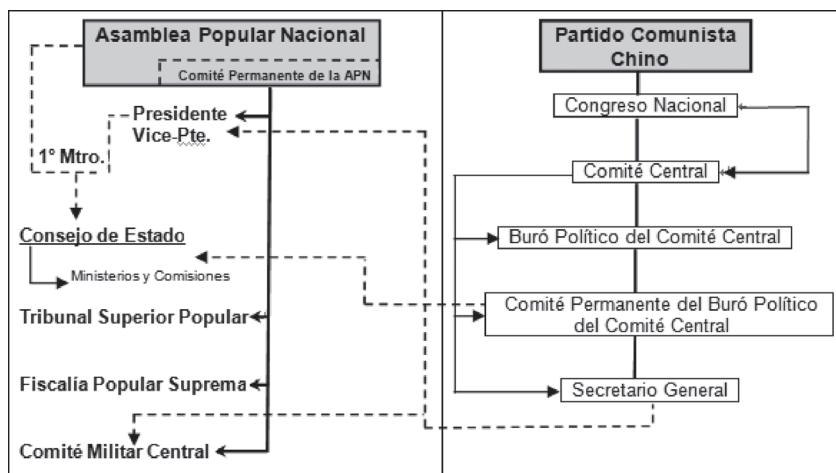 Asamblea Popular Nacional
Comité Permanente de la APN
Presidente
Vice-Pte.
1º Mtro.
Consejo de Estado
Ministerios y Comisiones
Tribunal Superior Popular
Fiscalía Popular Suprema
Comité Militar Central
Partido Comunista
Chino
Congreso Nacional
Comité Central
Buró Político del Comité Central
Comité Permanente del Buró Político
del Comité Central
Secretario General